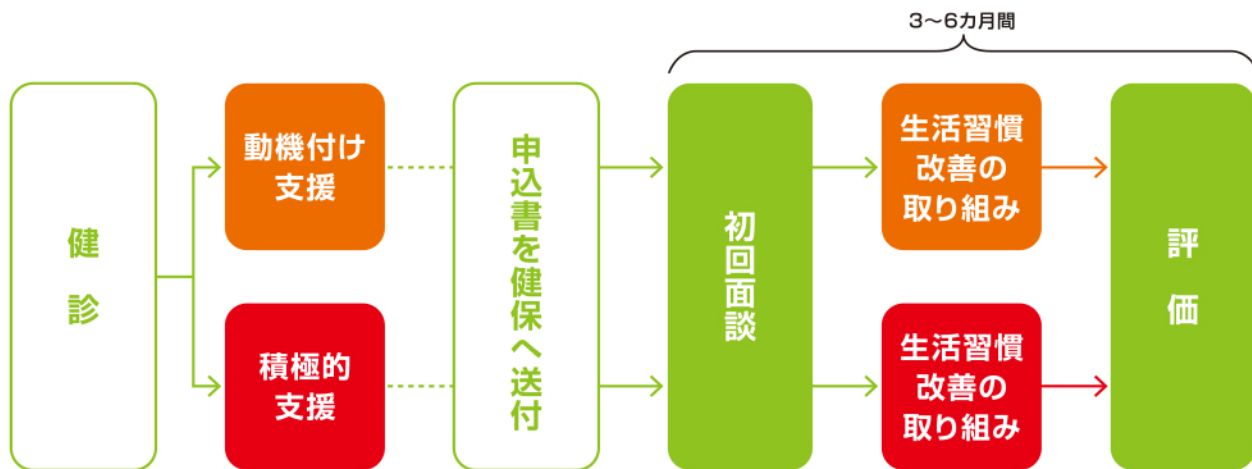 3～6カ月間
健診
動機付け
支援
積極的
支援
申込書を健保へ送付
初回面談
生活習慣
改善の
取り組み
生活習慣
改善の
取り組み
評価